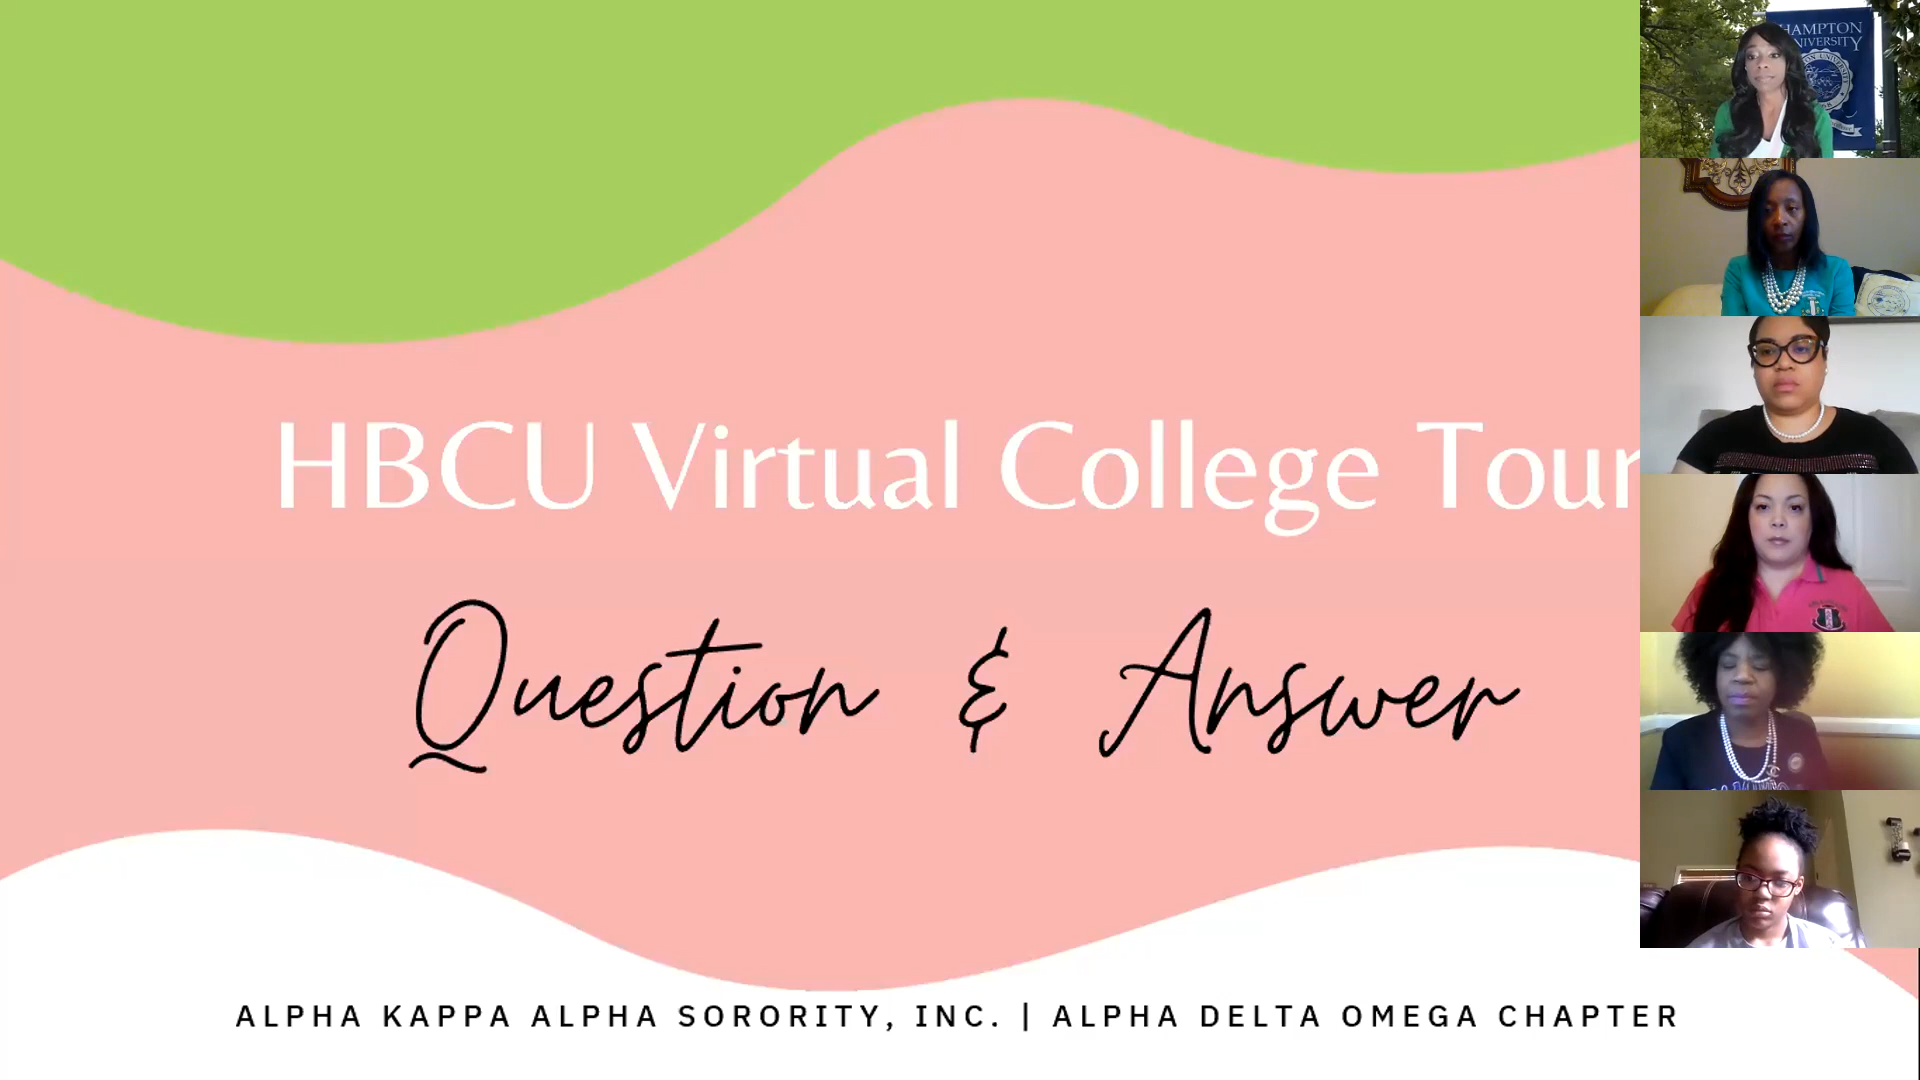 HBCU Virtual College Tour
Question & Answer
ALPHA KAPPA ALPHA SORORITY, INC. | ALPHA DELTA OMEGA CHAPTER
HAMPTON
UNIVERSITY